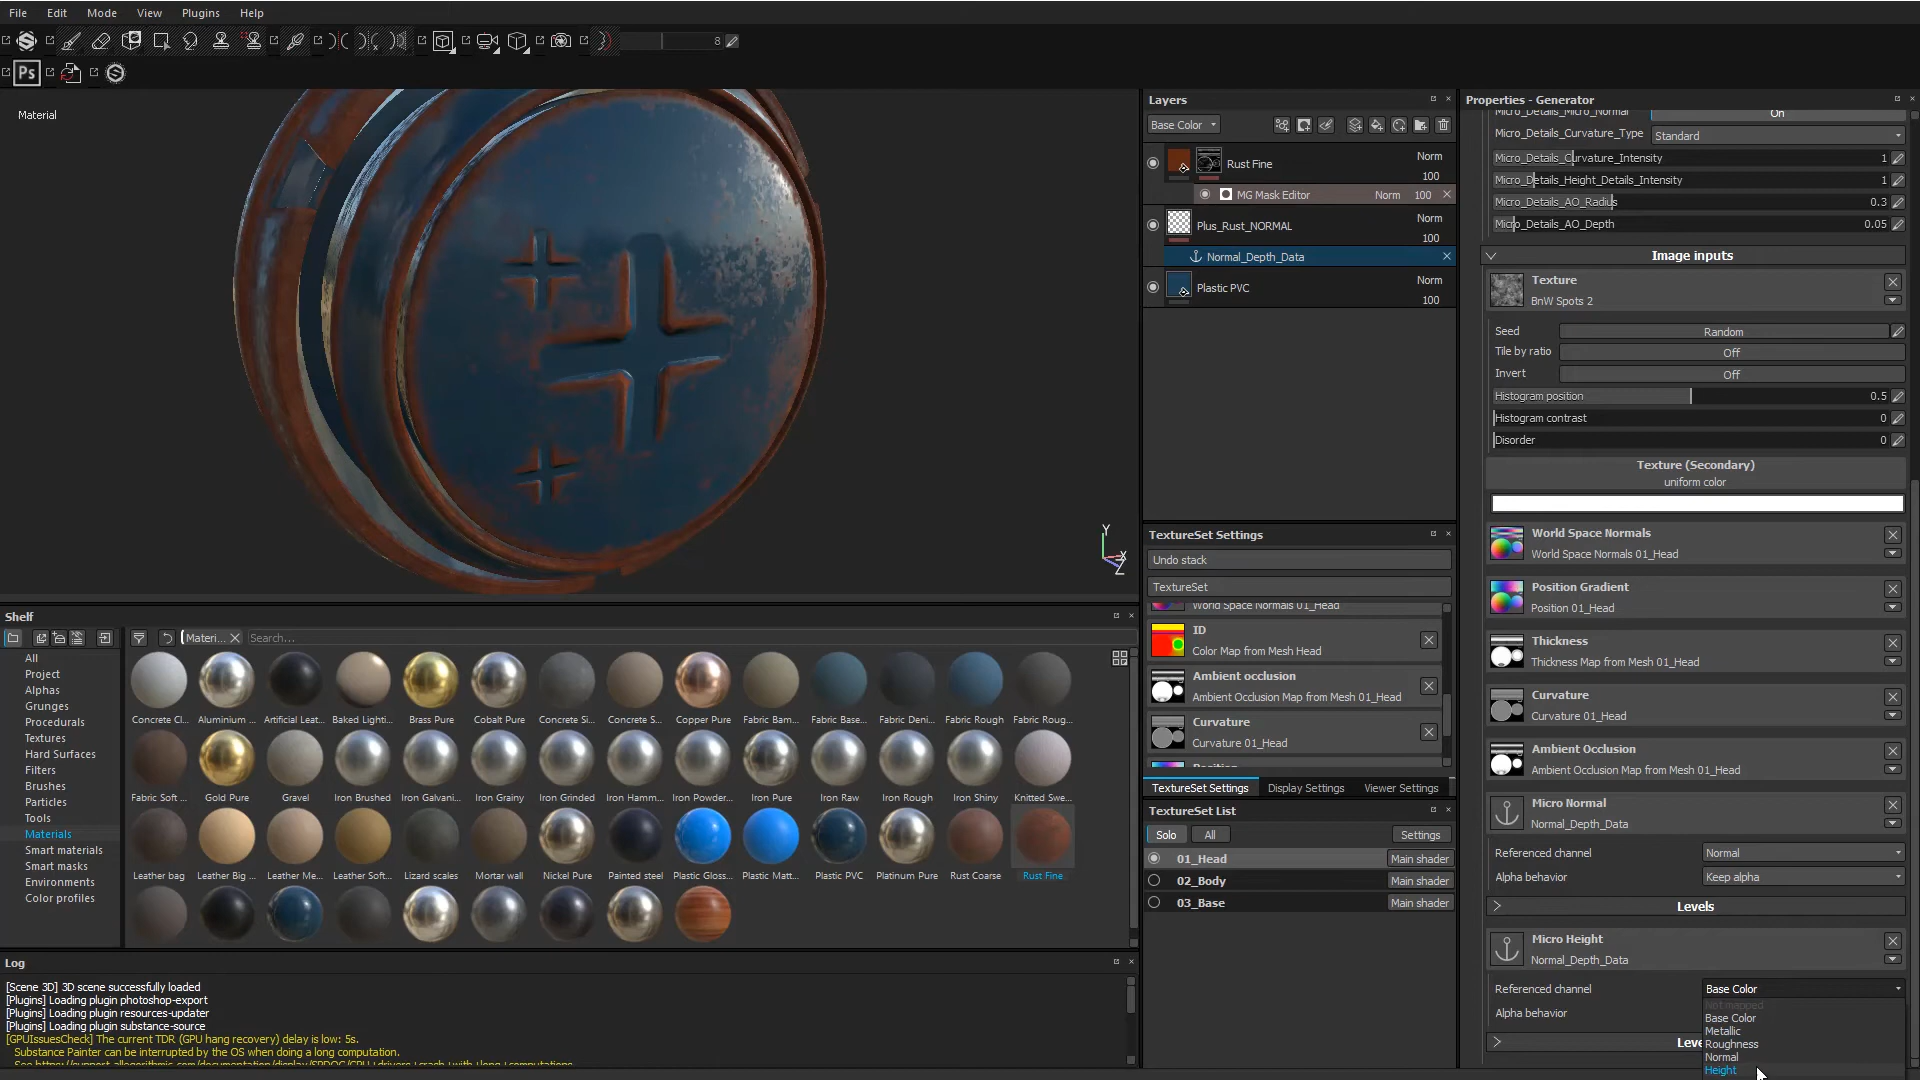 File Edit Mode View Plugins Help
8
Ps
Material
Layers
Base Color
Rust Fine Norm 100
MG Mask Editor Norm 100
Plus_Rust_NORMAL Norm 100
Normal_Depth_Data
Plastic PVC Norm 100
TextureSet Settings
Undo stack
TextureSet
World Space Normals 01_Head
ID
Color Map from Mesh Head
Ambient occlusion
Ambient Occlusion Map from Mesh 01_Head
Curvature
Curvature 01_Head
Position
TextureSet Settings Display Settings Viewer Settings
TextureSet List
Solo All Settings
01_Head Main shader
02_Body Main shader
03_Base Main shader
Properties - Generator
Micro_Details_Micro_Normal On
Micro_Details_Curvature_Type Standard
Micro_Details_Curvature_Intensity 1
Micro_Details_Height_Details_Intensity 1
Micro_Details_AO_Radius 0.3
Micro_Details_AO_Depth 0.05
Image inputs
Texture
BnW Spots 2
Seed Random
Tile by ratio Off
Invert Off
Histogram position 0.5
Histogram contrast 0
Disorder 0
Texture (Secondary)
uniform color
World Space Normals
World Space Normals 01_Head
Position Gradient
Position 01_Head
Thickness
Thickness Map from Mesh 01_Head
Curvature
Curvature 01_Head
Ambient Occlusion
Ambient Occlusion Map from Mesh 01_Head
Micro Normal
Normal_Depth_Data
Referenced channel Normal
Alpha behavior Keep alpha
Levels
Micro Height
Normal_Depth_Data
Referenced channel Base Color
Not mapped
Base Color
Alpha behavior
Metallic
Roughness
Leve
Normal
Height
Y
X
Z
Shelf
Materi... Search...
All
Project
Alphas
Grunges
Procedurals
Textures
Hard Surfaces
Filters
Brushes
Particles
Tools
Materials
Smart materials
Smart masks
Environments
Color profiles
Concrete Cl... Aluminium ... Artificial Leat... Baked Lighti... Brass Pure Cobalt Pure Concrete Si... Concrete S... Copper Pure Fabric Bam... Fabric Base... Fabric Deni... Fabric Rough Fabric Roug...
Fabric Soft ... Gold Pure Gravel Iron Brushed Iron Galvani... Iron Grainy Iron Grinded Iron Hamm... Iron Powder... Iron Pure Iron Raw Iron Rough Iron Shiny Knitted Swe...
Leather bag Leather Big ... Leather Me... Leather Soft... Lizard scales Mortar wall Nickel Pure Painted steel Plastic Gloss... Plastic Matt... Plastic PVC Platinum Pure Rust Coarse Rust Fine
Log
[Scene 3D] 3D scene successfully loaded
[Plugins] Loading plugin photoshop-export
[Plugins] Loading plugin resources-updater
[Plugins] Loading plugin substance-source
[GPUIssuesCheck] The current TDR (GPU hang recovery) delay is low: 5s.
Substance Painter can be interrupted by the OS when doing a long computation.